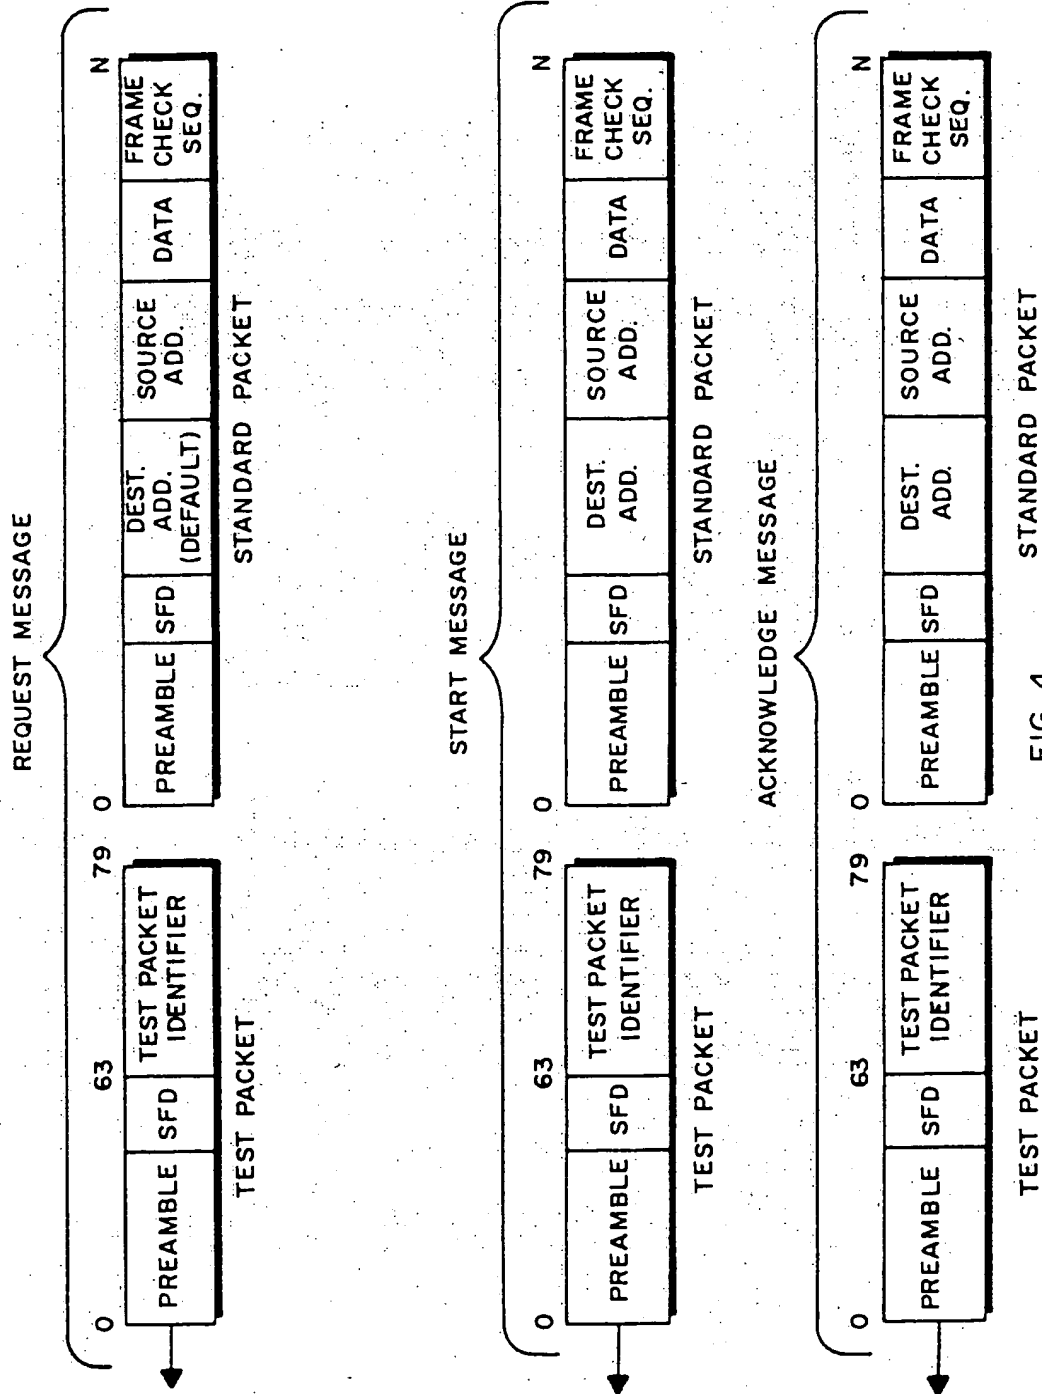 REQUEST MESSAGE
0 63 79 0 N
PREAMBLE
SFD
TEST PACKET
IDENTIFIER
PREAMBLE
SFD
DEST.
ADD.
(DEFAULT)
SOURCE
ADD.
DATA
FRAME
CHECK
SEQ.
TEST PACKET
STANDARD PACKET
START MESSAGE
0 63 79 0 N
PREAMBLE
SFD
TEST PACKET
IDENTIFIER
PREAMBLE
SFD
DEST.
ADD.
SOURCE
ADD.
DATA
FRAME
CHECK
SEQ.
TEST PACKET
STANDARD PACKET
ACKNOWLEDGE MESSAGE
0 63 79 0 N
PREAMBLE
SFD
TEST PACKET
IDENTIFIER
PREAMBLE
SFD
DEST.
ADD.
SOURCE
ADD.
DATA
FRAME
CHECK
SEQ.
TEST PACKET
STANDARD PACKET
FIG. 4